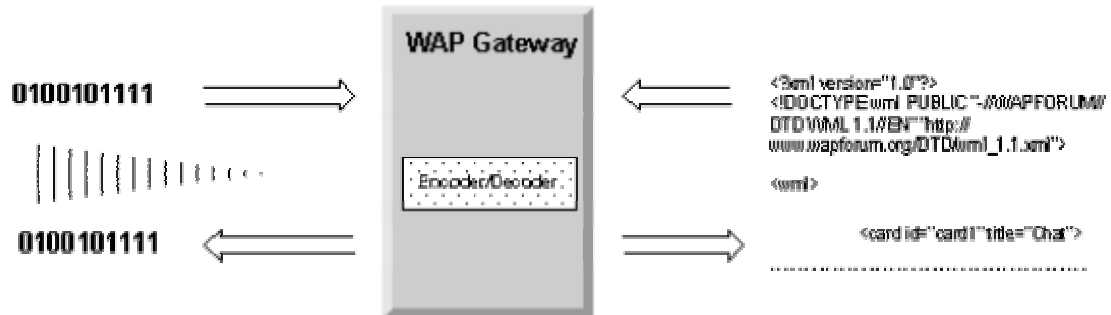 WAP Gateway
0100101111
Encoder/Decoder
0100101111
<?xml version="1.0"?>
<!DOCTYPE wml PUBLIC "-//WAPFORUM//
DTD WML 1.1//EN" "http://
www.wapforum.org/DTD/wml_1.1.xml">
<wml>
<card id="card1" title="Chat">
................................................